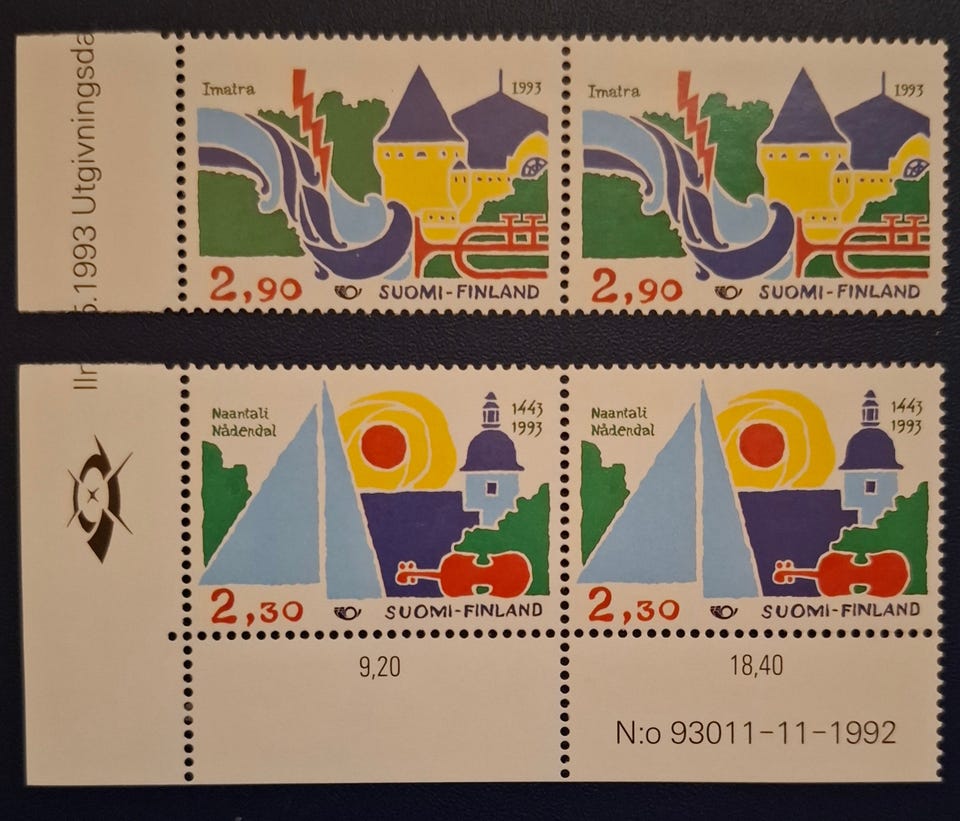 5.1993 Utgivningsda
Imatra
1993
2,90
SUOMI-FINLAND
Imatra
1993
2,90
SUOMI-FINLAND
Naantali
Nådendal
1443
1993
2,30
SUOMI-FINLAND
Naantali
Nådendal
1443
1993
2,30
SUOMI-FINLAND
9,20
18,40
N:o 93011-11-1992